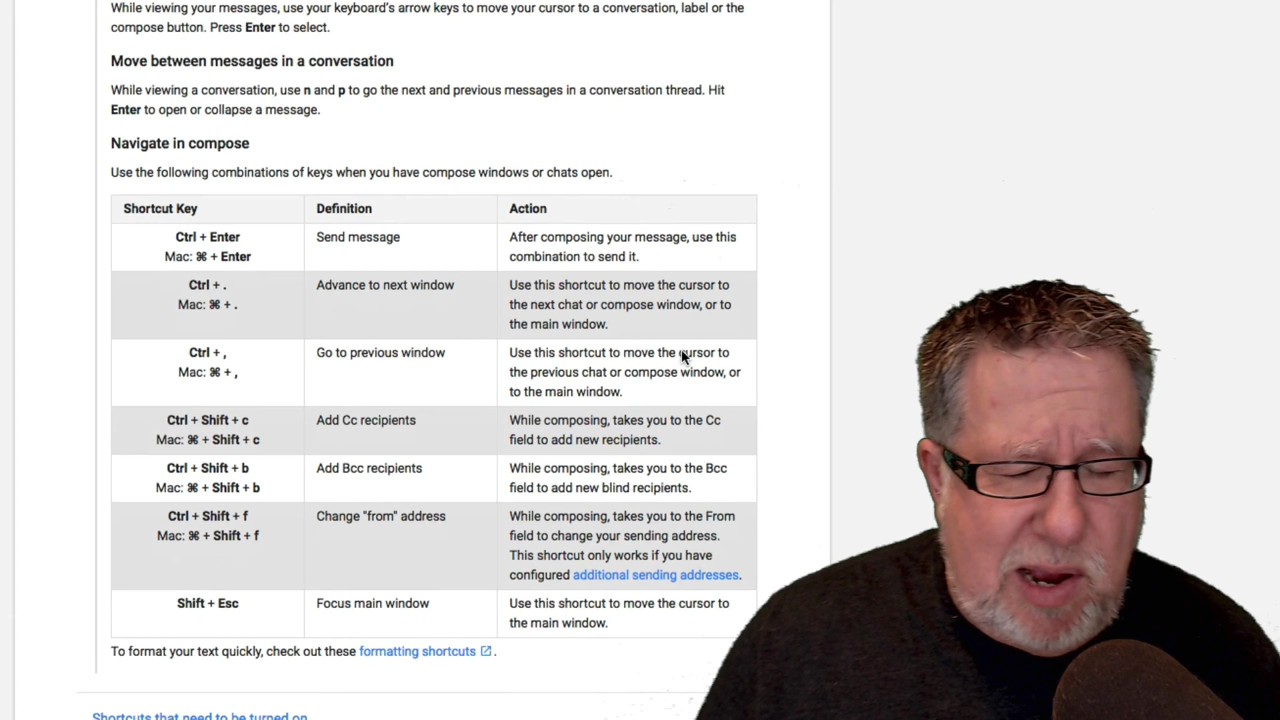 While viewing your messages, use your keyboard's arrow keys to move your cursor to a conversation, label or the
compose button. Press Enter to select.
Move between messages in a conversation
While viewing a conversation, use n and p to go the next and previous messages in a conversation thread. Hit
Enter to open or collapse a message.
Navigate in compose
Use the following combinations of keys when you have compose windows or chats open.
Shortcut Key Definition Action
Ctrl + Enter Send message After composing your message, use this
Mac: ⌘ + Enter combination to send it.
Ctrl + . Advance to next window Use this shortcut to move the cursor to
Mac: ⌘ + . the next chat or compose window, or to
the main window.
Ctrl + , Go to previous window Use this shortcut to move the cursor to
Mac: ⌘ + , the previous chat or compose window, or
to the main window.
Ctrl + Shift + c Add Cc recipients While composing, takes you to the Cc
Mac: ⌘ + Shift + c field to add new recipients.
Ctrl + Shift + b Add Bcc recipients While composing, takes you to the Bcc
Mac: ⌘ + Shift + b field to add new blind recipients.
Ctrl + Shift + f Change "from" address While composing, takes you to the From
Mac: ⌘ + Shift + f field to change your sending address.
This shortcut only works if you have
configured additional sending addresses.
Shift + Esc Focus main window Use this shortcut to move the cursor to
the main window.
To format your text quickly, check out these formatting shortcuts.
Shortcuts that need to be turned on